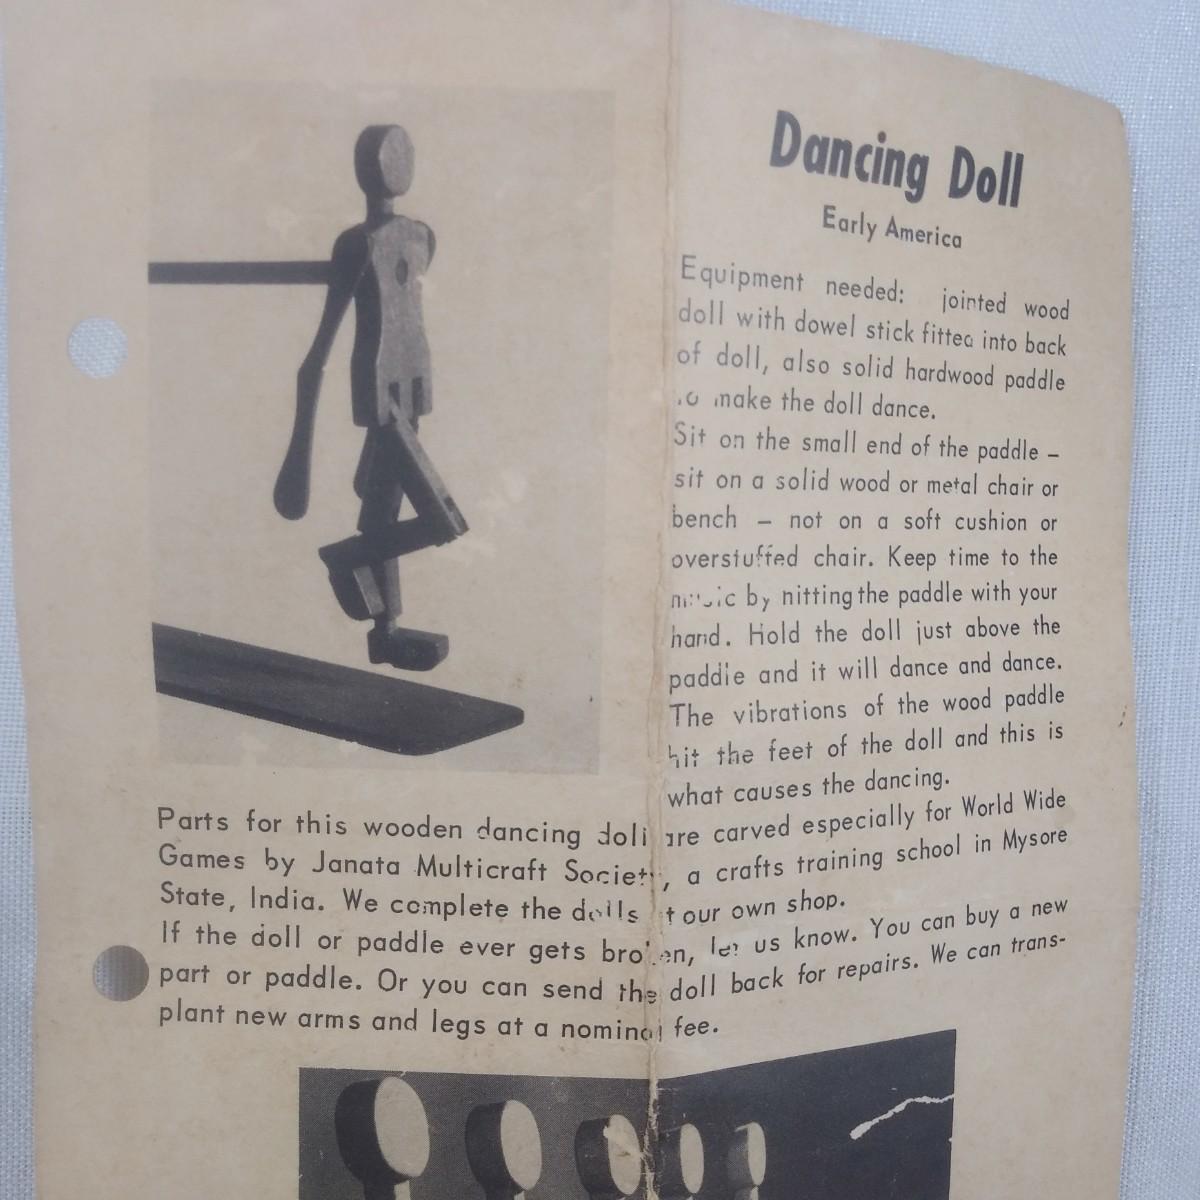 Dancing Doll
Early America
Equipment needed: jointed wood
doll with dowel stick fitted into back
of doll, also solid hardwood paddle
to make the doll dance.
Sit on the small end of the paddle –
sit on a solid wood or metal chair or
bench – not on a soft cushion or
overstuffed chair. Keep time to the
music by hitting the paddle with your
hand. Hold the doll just above the
paddle and it will dance and dance.
The vibrations of the wood paddle
hit the feet of the doll and this is
what causes the dancing.
Parts for this wooden dancing doll are carved especially for World Wide
Games by Janata Multicraft Society, a crafts training school in Mysore
State, India. We complete the dolls at our own shop.
If the doll or paddle ever gets broken, let us know. You can buy a new
part or paddle. Or you can send the doll back for repairs. We can trans-
plant new arms and legs at a nominal fee.